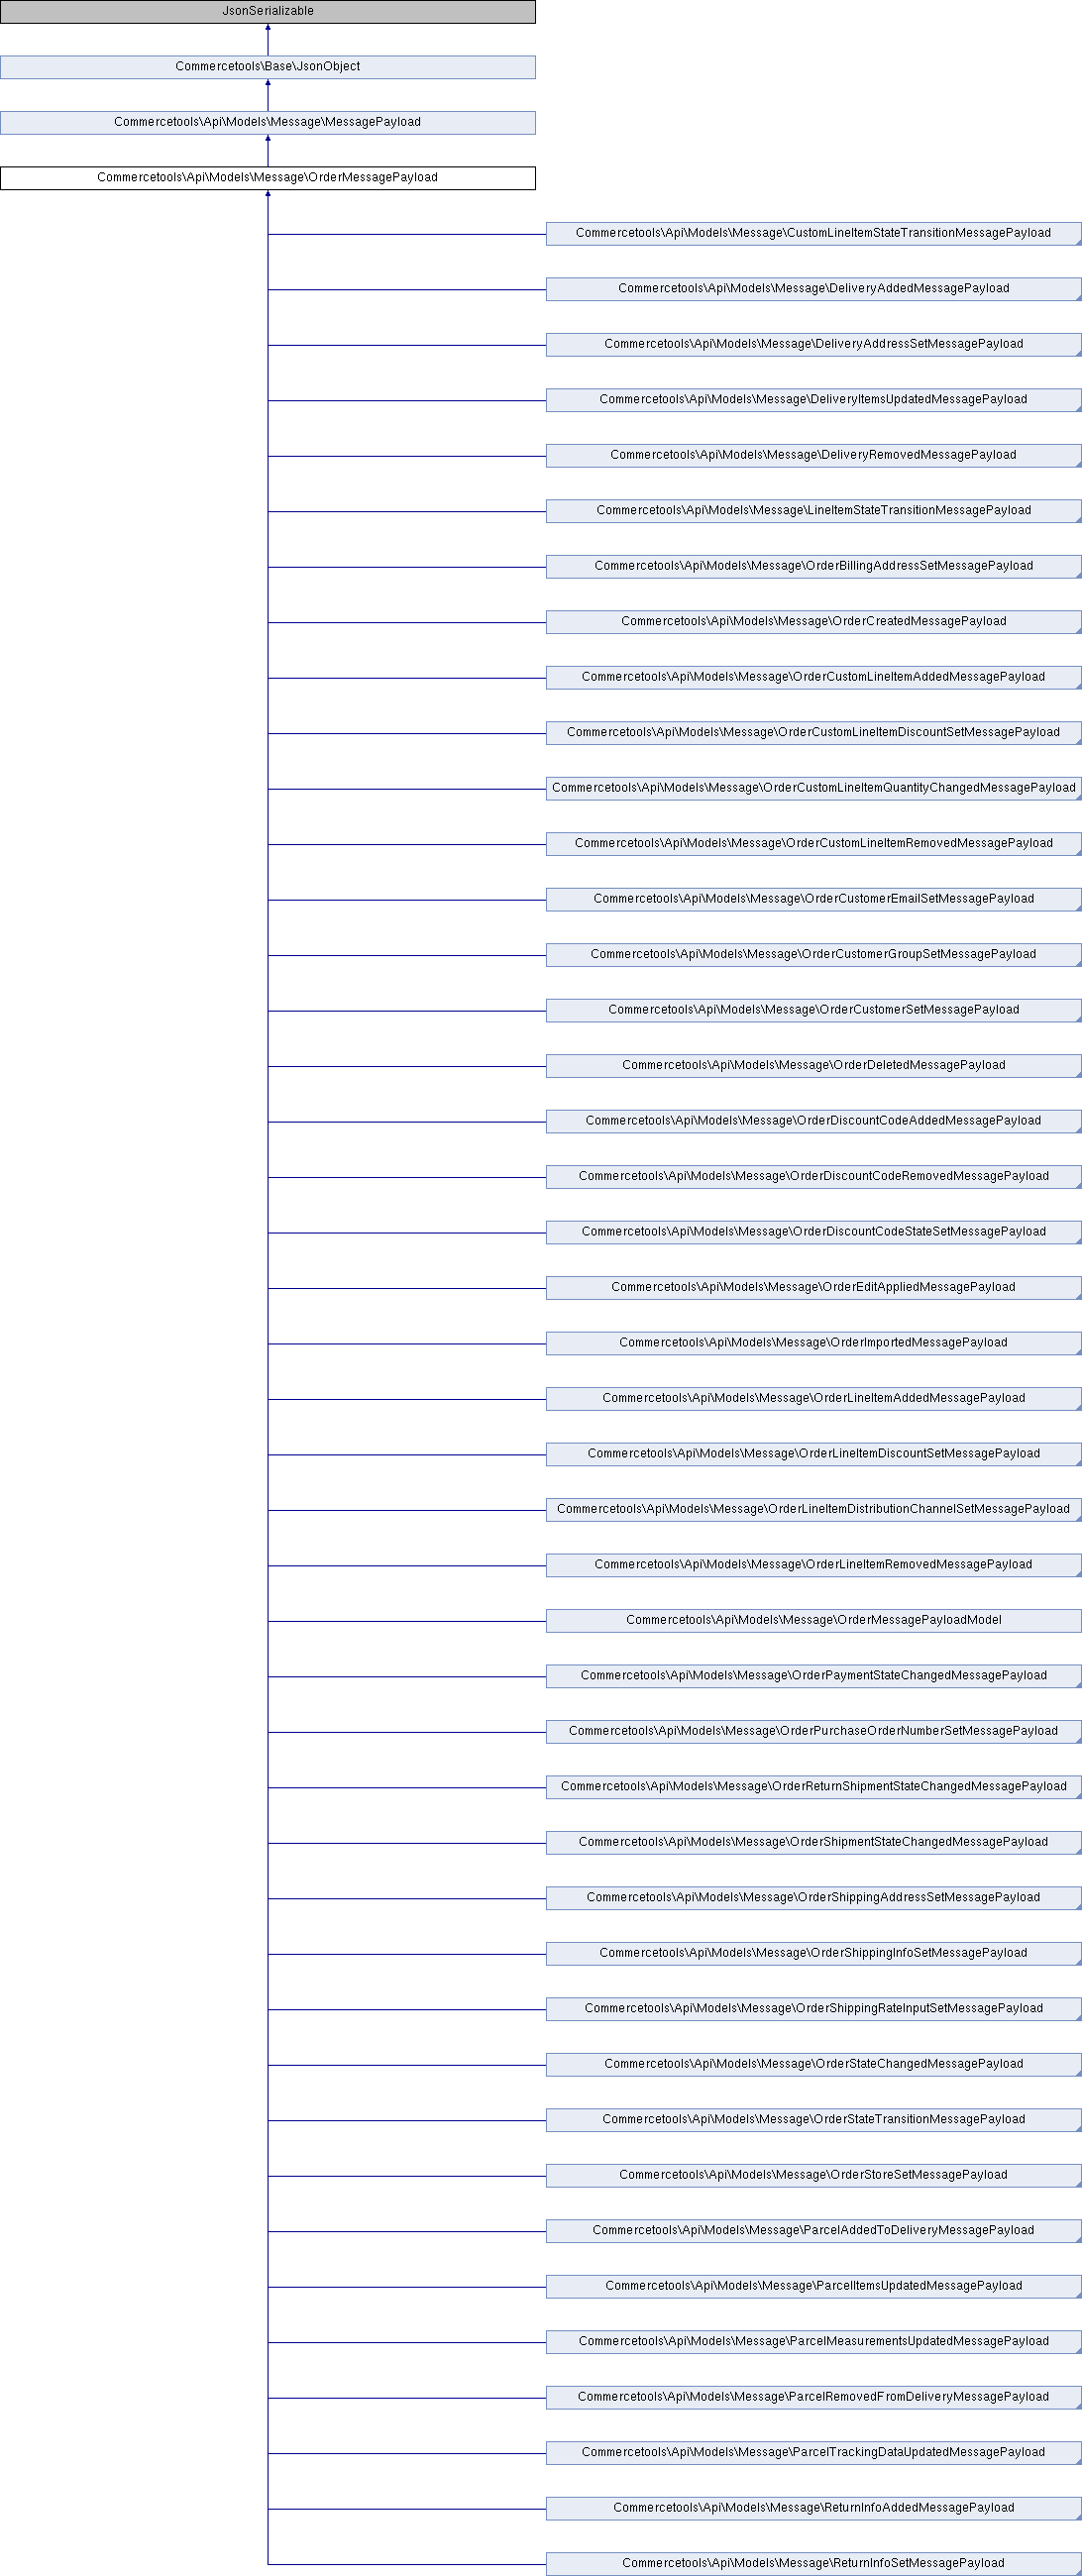 JsonSerializable
Commercetools\Base\JsonObject
Commercetools\Api\Models\Message\MessagePayload
Commercetools\Api\Models\Message\OrderMessagePayload
Commercetools\Api\Models\Message\CustomLineItemStateTransitionMessagePayload
Commercetools\Api\Models\Message\DeliveryAddedMessagePayload
Commercetools\Api\Models\Message\DeliveryAddressSetMessagePayload
Commercetools\Api\Models\Message\DeliveryItemsUpdatedMessagePayload
Commercetools\Api\Models\Message\DeliveryRemovedMessagePayload
Commercetools\Api\Models\Message\LineItemStateTransitionMessagePayload
Commercetools\Api\Models\Message\OrderBillingAddressSetMessagePayload
Commercetools\Api\Models\Message\OrderCreatedMessagePayload
Commercetools\Api\Models\Message\OrderCustomLineItemAddedMessagePayload
Commercetools\Api\Models\Message\OrderCustomLineItemDiscountSetMessagePayload
Commercetools\Api\Models\Message\OrderCustomLineItemQuantityChangedMessagePayload
Commercetools\Api\Models\Message\OrderCustomLineItemRemovedMessagePayload
Commercetools\Api\Models\Message\OrderCustomerEmailSetMessagePayload
Commercetools\Api\Models\Message\OrderCustomerGroupSetMessagePayload
Commercetools\Api\Models\Message\OrderCustomerSetMessagePayload
Commercetools\Api\Models\Message\OrderDeletedMessagePayload
Commercetools\Api\Models\Message\OrderDiscountCodeAddedMessagePayload
Commercetools\Api\Models\Message\OrderDiscountCodeRemovedMessagePayload
Commercetools\Api\Models\Message\OrderDiscountCodeStateSetMessagePayload
Commercetools\Api\Models\Message\OrderEditAppliedMessagePayload
Commercetools\Api\Models\Message\OrderImportedMessagePayload
Commercetools\Api\Models\Message\OrderLineItemAddedMessagePayload
Commercetools\Api\Models\Message\OrderLineItemDiscountSetMessagePayload
Commercetools\Api\Models\Message\OrderLineItemDistributionChannelSetMessagePayload
Commercetools\Api\Models\Message\OrderLineItemRemovedMessagePayload
Commercetools\Api\Models\Message\OrderMessagePayloadModel
Commercetools\Api\Models\Message\OrderPaymentStateChangedMessagePayload
Commercetools\Api\Models\Message\OrderPurchaseOrderNumberSetMessagePayload
Commercetools\Api\Models\Message\OrderReturnShipmentStateChangedMessagePayload
Commercetools\Api\Models\Message\OrderShipmentStateChangedMessagePayload
Commercetools\Api\Models\Message\OrderShippingAddressSetMessagePayload
Commercetools\Api\Models\Message\OrderShippingInfoSetMessagePayload
Commercetools\Api\Models\Message\OrderShippingRateInputSetMessagePayload
Commercetools\Api\Models\Message\OrderStateChangedMessagePayload
Commercetools\Api\Models\Message\OrderStateTransitionMessagePayload
Commercetools\Api\Models\Message\OrderStoreSetMessagePayload
Commercetools\Api\Models\Message\ParcelAddedToDeliveryMessagePayload
Commercetools\Api\Models\Message\ParcelItemsUpdatedMessagePayload
Commercetools\Api\Models\Message\ParcelMeasurementsUpdatedMessagePayload
Commercetools\Api\Models\Message\ParcelRemovedFromDeliveryMessagePayload
Commercetools\Api\Models\Message\ParcelTrackingDataUpdatedMessagePayload
Commercetools\Api\Models\Message\ReturnInfoAddedMessagePayload
Commercetools\Api\Models\Message\ReturnInfoSetMessagePayload